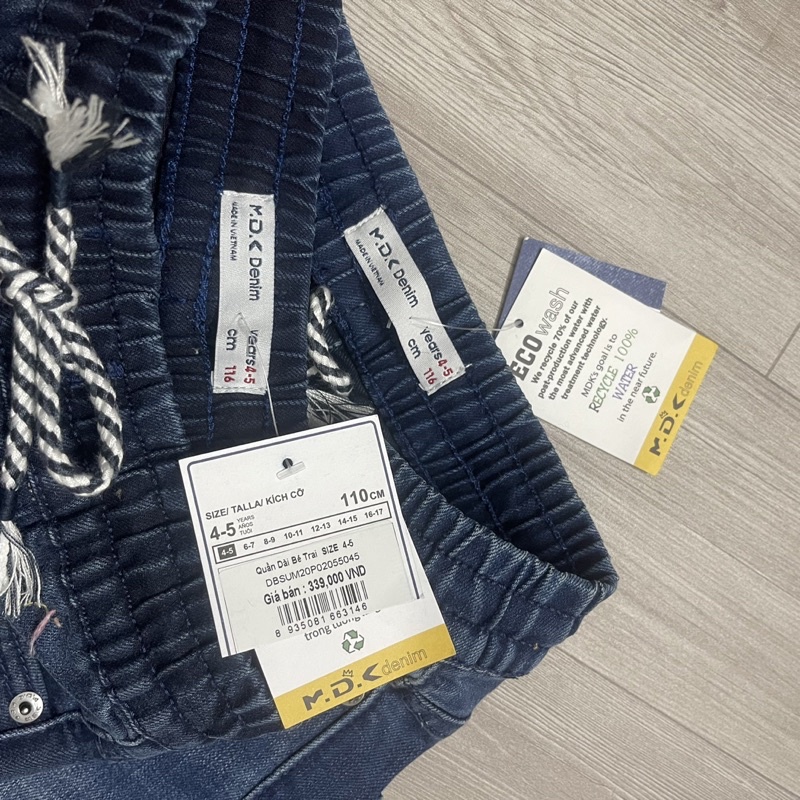 M.D.K Denim
MADE IN VIETNAM
years 4-5
cm 116
M.D.K Denim
MADE IN VIETNAM
years 4-5
cm 116
ECO wash
We recycle 70% of our
post-production water with
the most advanced water
treatment technology.
MDK's goal is to
RECYCLE 100%
WATER
in the near future.
M.D.K denim
SIZE/ TALLA/ KÍCH CỠ
110CM
4-5 YEARS
AÑOS
TUỔI
4-5 6-7 8-9 10-11 12-13 14-15 16-17
Quần Dài Bé Trai SIZE 4-5
DBSUM20P02055045
Giá bán : 339,000 VND
8 935081 663146
trong tương
M.D.K denim